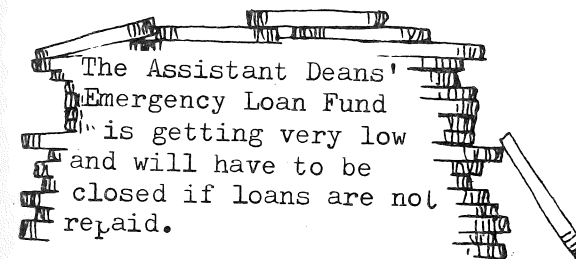 The Assistant Deans'
Emergency Loan Fund
is getting very low
and will have to be
closed if loans are not
repaid.